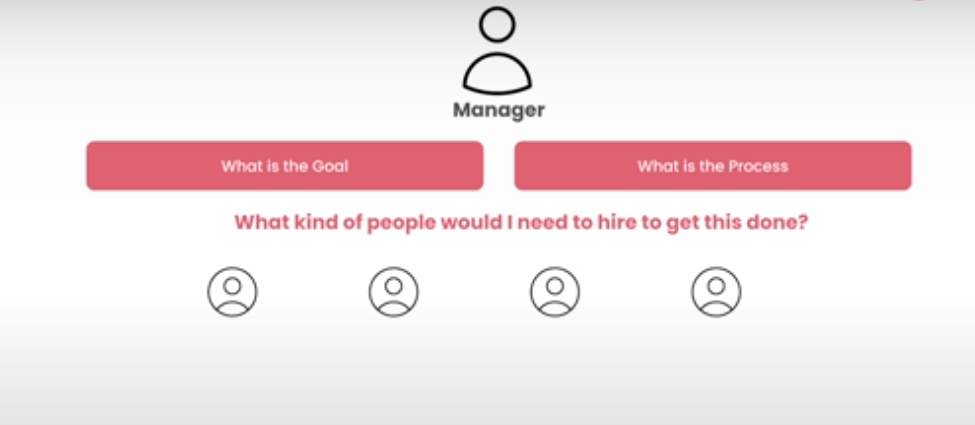 Manager
What is the Goal
What is the Process
What kind of people would I need to hire to get this done?